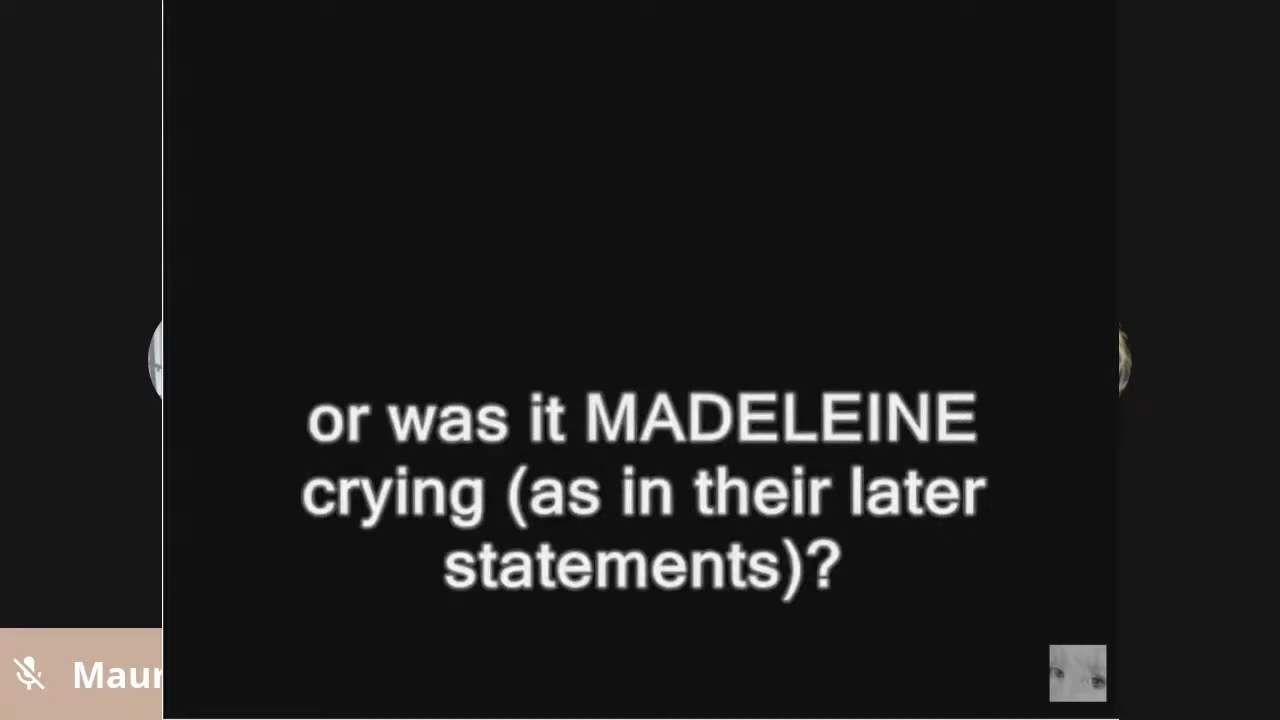 or was it MADELEINE
crying (as in their later
statements)?
Maur